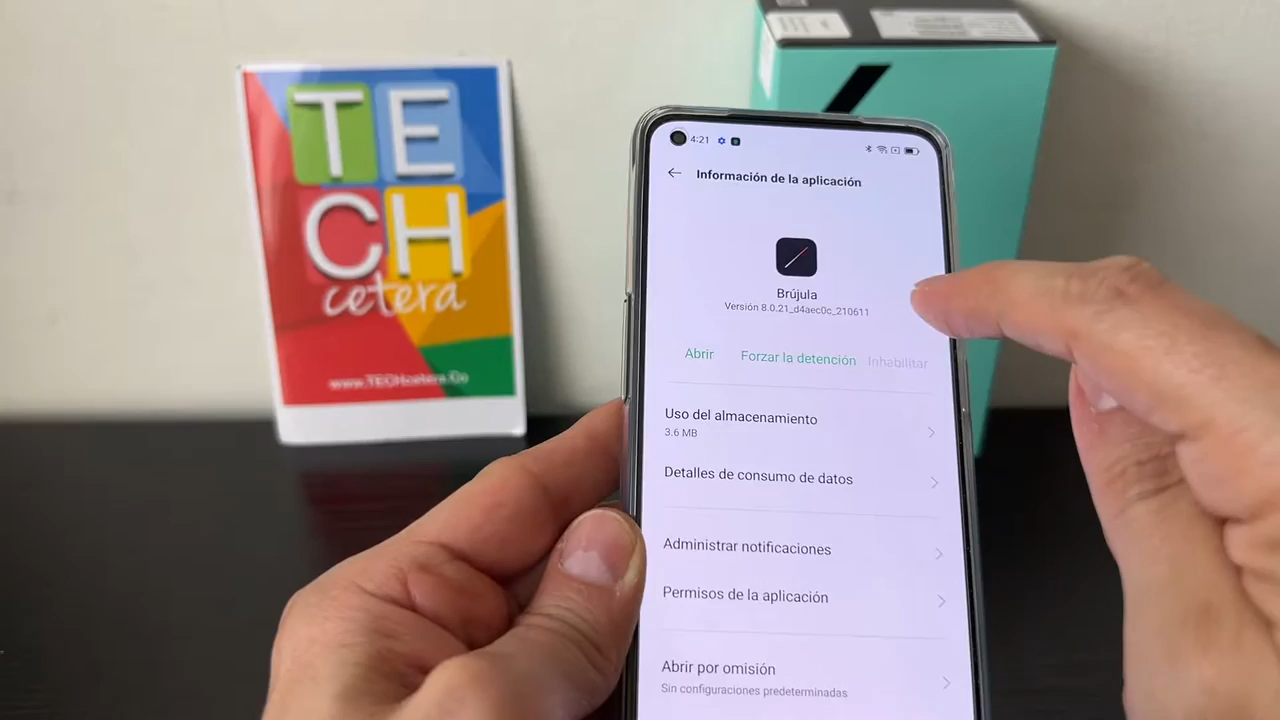 TE
CH
cetera
www.TECHcetera.Co
4:21
Información de la aplicación
Brújula
Versión 8.0.21_d4aec0c_210611
Abrir Forzar la detención Inhabilitar
Uso del almacenamiento
3.6 MB
Detalles de consumo de datos
Administrar notificaciones
Permisos de la aplicación
Abrir por omisión
Sin configuraciones predeterminadas